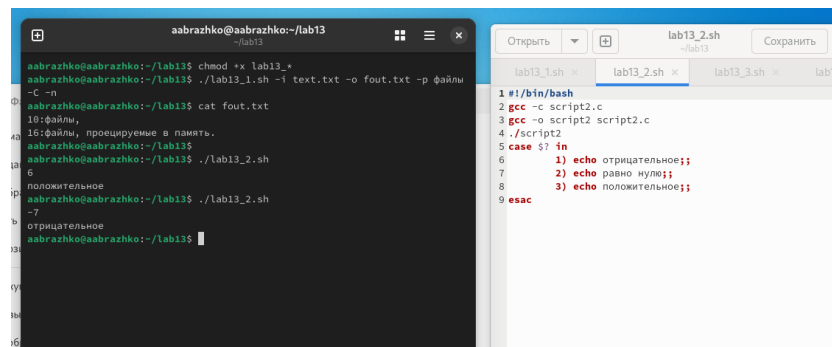 aabrazhko@aabrazhko:~/lab13
~/lab13
aabrazhko@aabrazhko:~/lab13$ chmod +x lab13_*
aabrazhko@aabrazhko:~/lab13$ ./lab13_1.sh -i text.txt -o fout.txt -p файлы
-C -n
aabrazhko@aabrazhko:~/lab13$ cat fout.txt
10:файлы,
16:файлы, проецируемые в память.
aabrazhko@aabrazhko:~/lab13$
aabrazhko@aabrazhko:~/lab13$ ./lab13_2.sh
6
положительное
aabrazhko@aabrazhko:~/lab13$ ./lab13_2.sh
-7
отрицательное
aabrazhko@aabrazhko:~/lab13$
Открыть
lab13_2.sh
~/lab13
Сохранить
lab13_1.sh × lab13_2.sh × lab13_3.sh × lab
1 #!/bin/bash
2 gcc -c script2.c
3 gcc -o script2 script2.c
4 ./script2
5 case $? in
6 1) echo отрицательное;;
7 2) echo равно нулю;;
8 3) echo положительное;;
9 esac